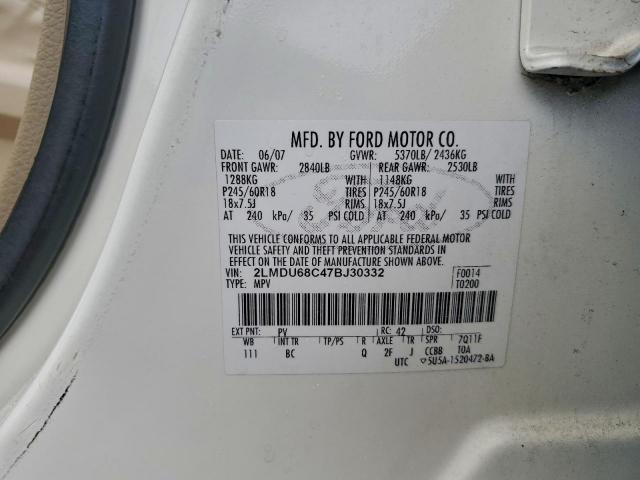 MFD. BY FORD MOTOR CO.
DATE: 06/07 GVWR: 5370LB/ 2436KG
FRONT GAWR: 2840LB REAR GAWR: 2530LB
1288KG WITH 1148KG WITH
P245/60R18 TIRES P245/60R18 TIRES
18x7.5J RIMS 18x7.5J RIMS
AT 240 kPa/ 35 PSI COLD AT 240 kPa/ 35 PSI COLD
THIS VEHICLE CONFORMS TO ALL APPLICABLE FEDERAL MOTOR
VEHICLE SAFETY AND THEFT PREVENTION STANDARDS IN
EFFECT ON THE DATE OF MANUFACTURE SHOWN ABOVE.
VIN: 2LMDU68C47BJ30332 F0014
TYPE: MPV T0200
EXT PNT: PV RC: 42 DSO:
WB INT TR TP/PS R AXLE TR SPR 7Q11F
111 BC Q 2F J CCBB TOA
UTC 5U5A-1520472-BA
Ford